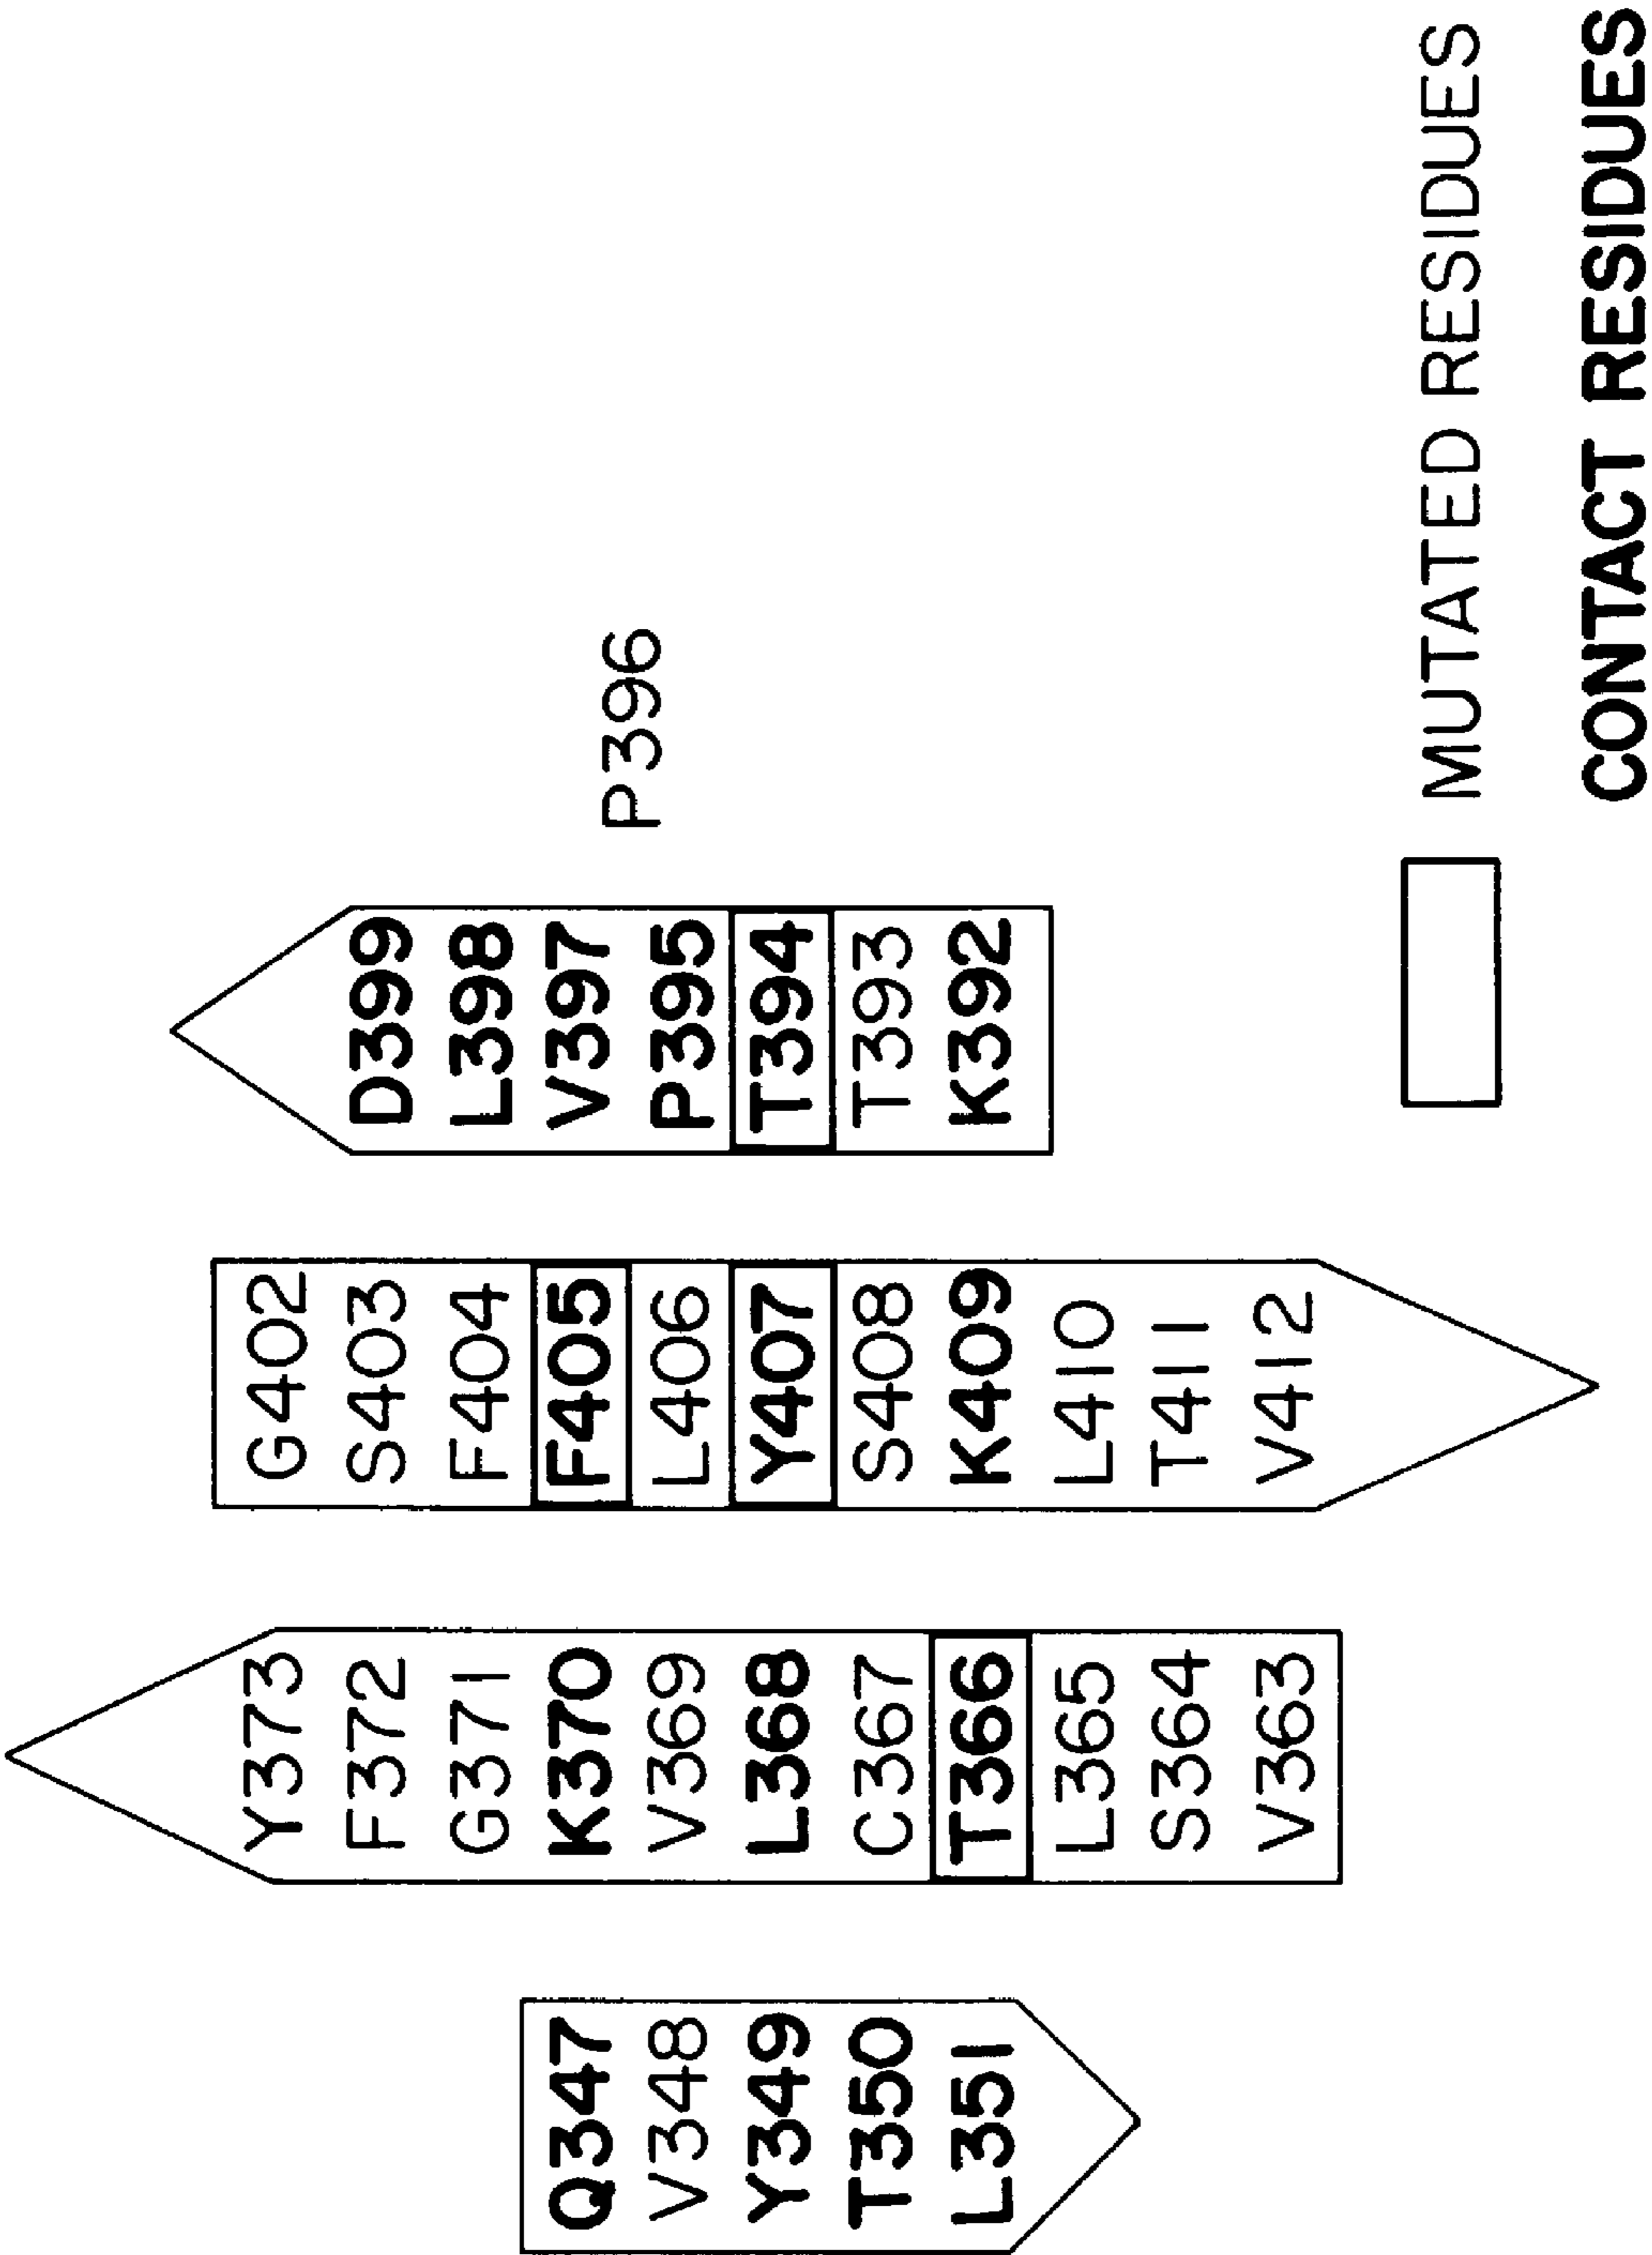 Q347
V348
Y349
T350
L351
Y373
F372
G371
K370
V369
L368
C367
T366
L365
S364
V363
G402
S403
F404
F405
L406
Y407
S408
K409
L410
T411
V412
D399
L398
V397
P395
T394
T393
K392
P396
MUTATED RESIDUES
CONTACT RESIDUES